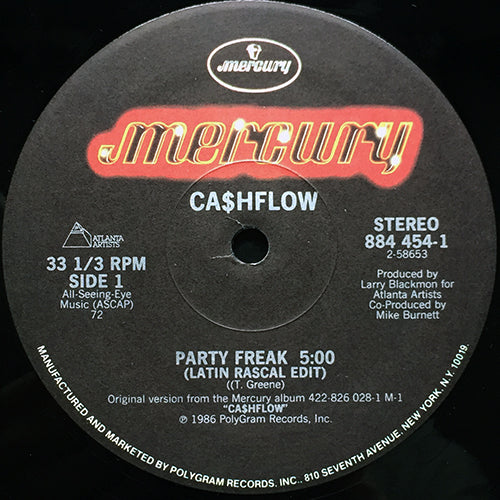 mercury
mercury
CA$HFLOW
ATLANTA
ARTISTS
33 1/3 RPM
SIDE 1
All-Seeing-Eye
Music (ASCAP)
72
STEREO
884 454-1
2-58653
Produced by
Larry Blackmon for
Atlanta Artists
Co-Produced by
Mike Burnett
PARTY FREAK 5:00
(LATIN RASCAL EDIT)
((T. Greene)
Original version from the Mercury album 422-826 028-1 M-1
"CA$HFLOW"
℗ 1986 PolyGram Records, Inc.
MANUFACTURED AND MARKETED BY POLYGRAM RECORDS, INC., 810 SEVENTH AVENUE, NEW YORK, N.Y. 10019.